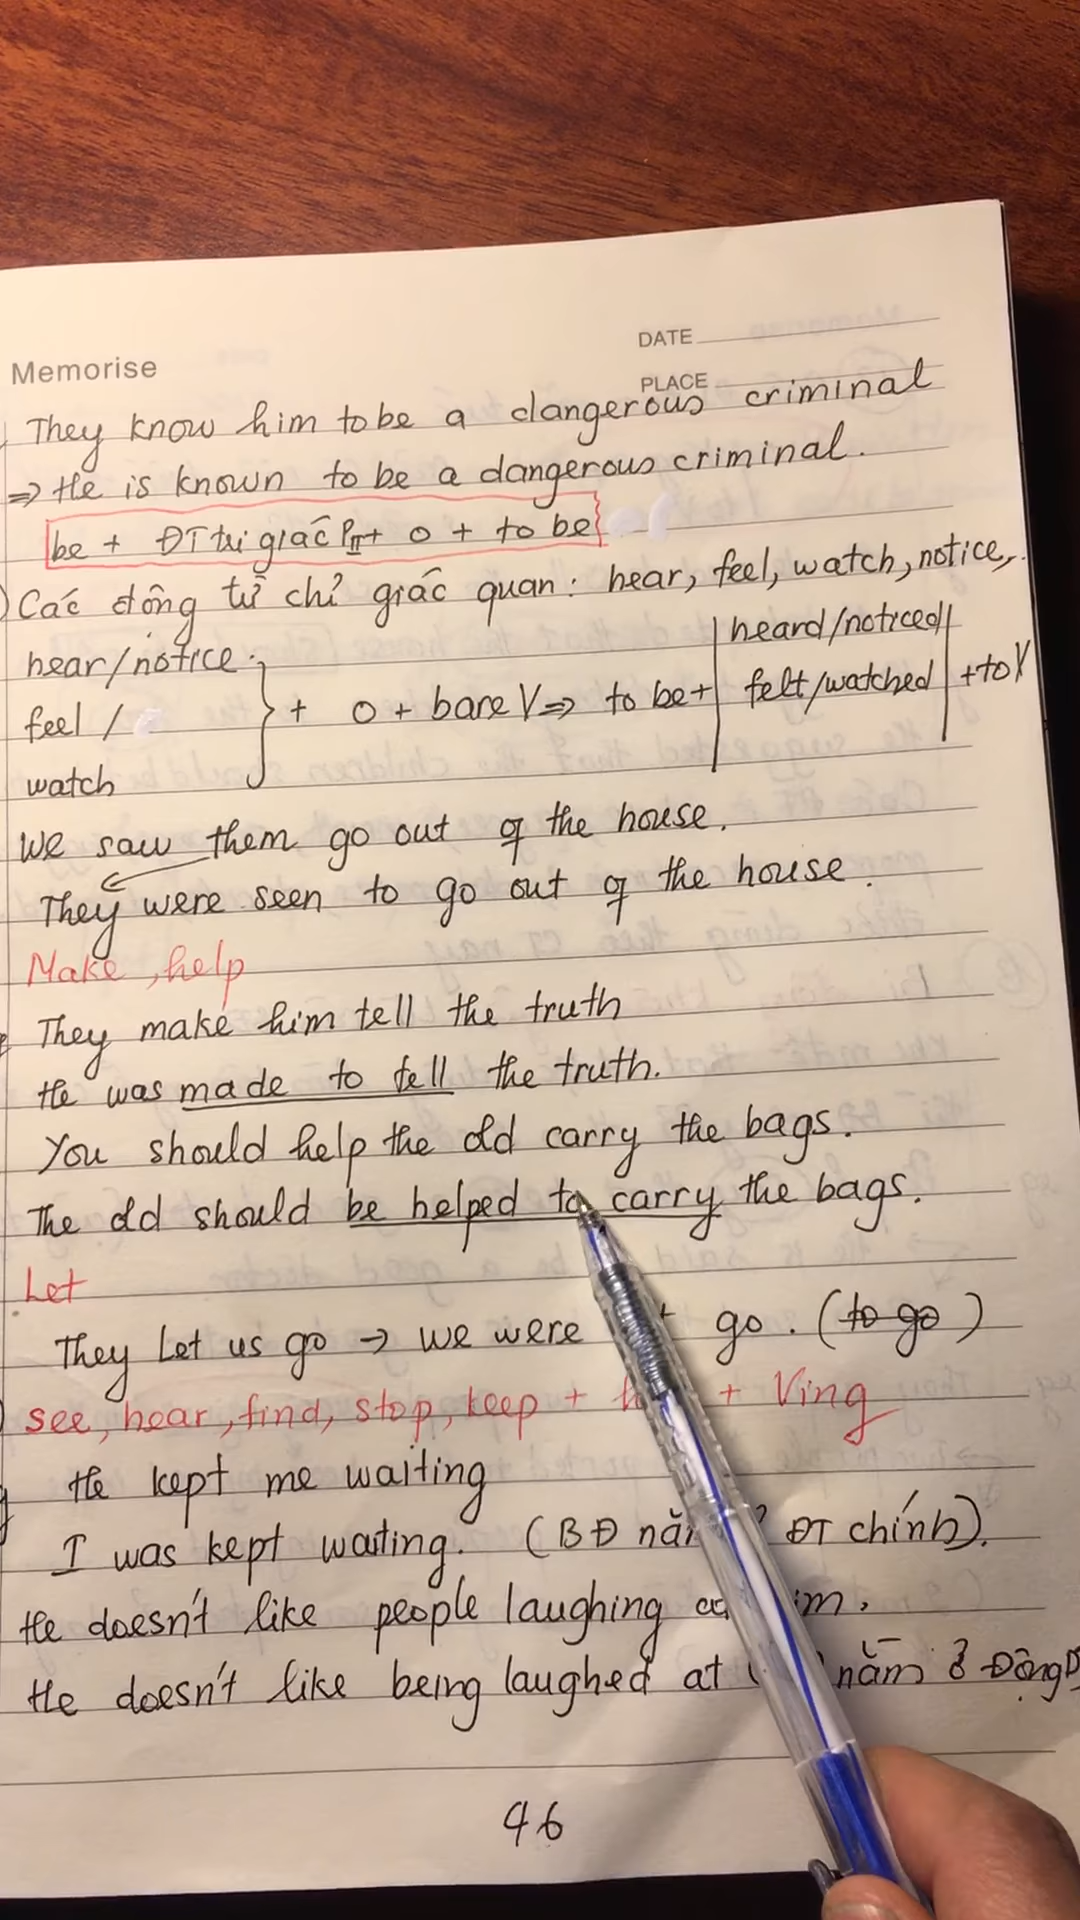 Memorise
DATE
PLACE
They know him to be a dangerous criminal
⇒ He is known to be a dangerous criminal.
be + ĐT tri giác PII + O + to be
Các động từ chỉ giác quan: hear, feel, watch, notice,
hear/notice
feel /
watch
+ O + bare V ⇒ to be +
heard/noticed
felt/watched
+ to V
We saw them go out of the house.
They were seen to go out of the house.
Make, help
They make him tell the truth
He was made to tell the truth.
You should help the old carry the bags.
The old should be helped to carry the bags.
Let
They Let us go → we were go. (to go)
see, hear, find, stop, keep + + Ving
He kept me waiting
I was kept waiting. (BĐ ĐT chính).
He doesn't like people laughing
He doesn't like being laughed at nằm ở Động
46